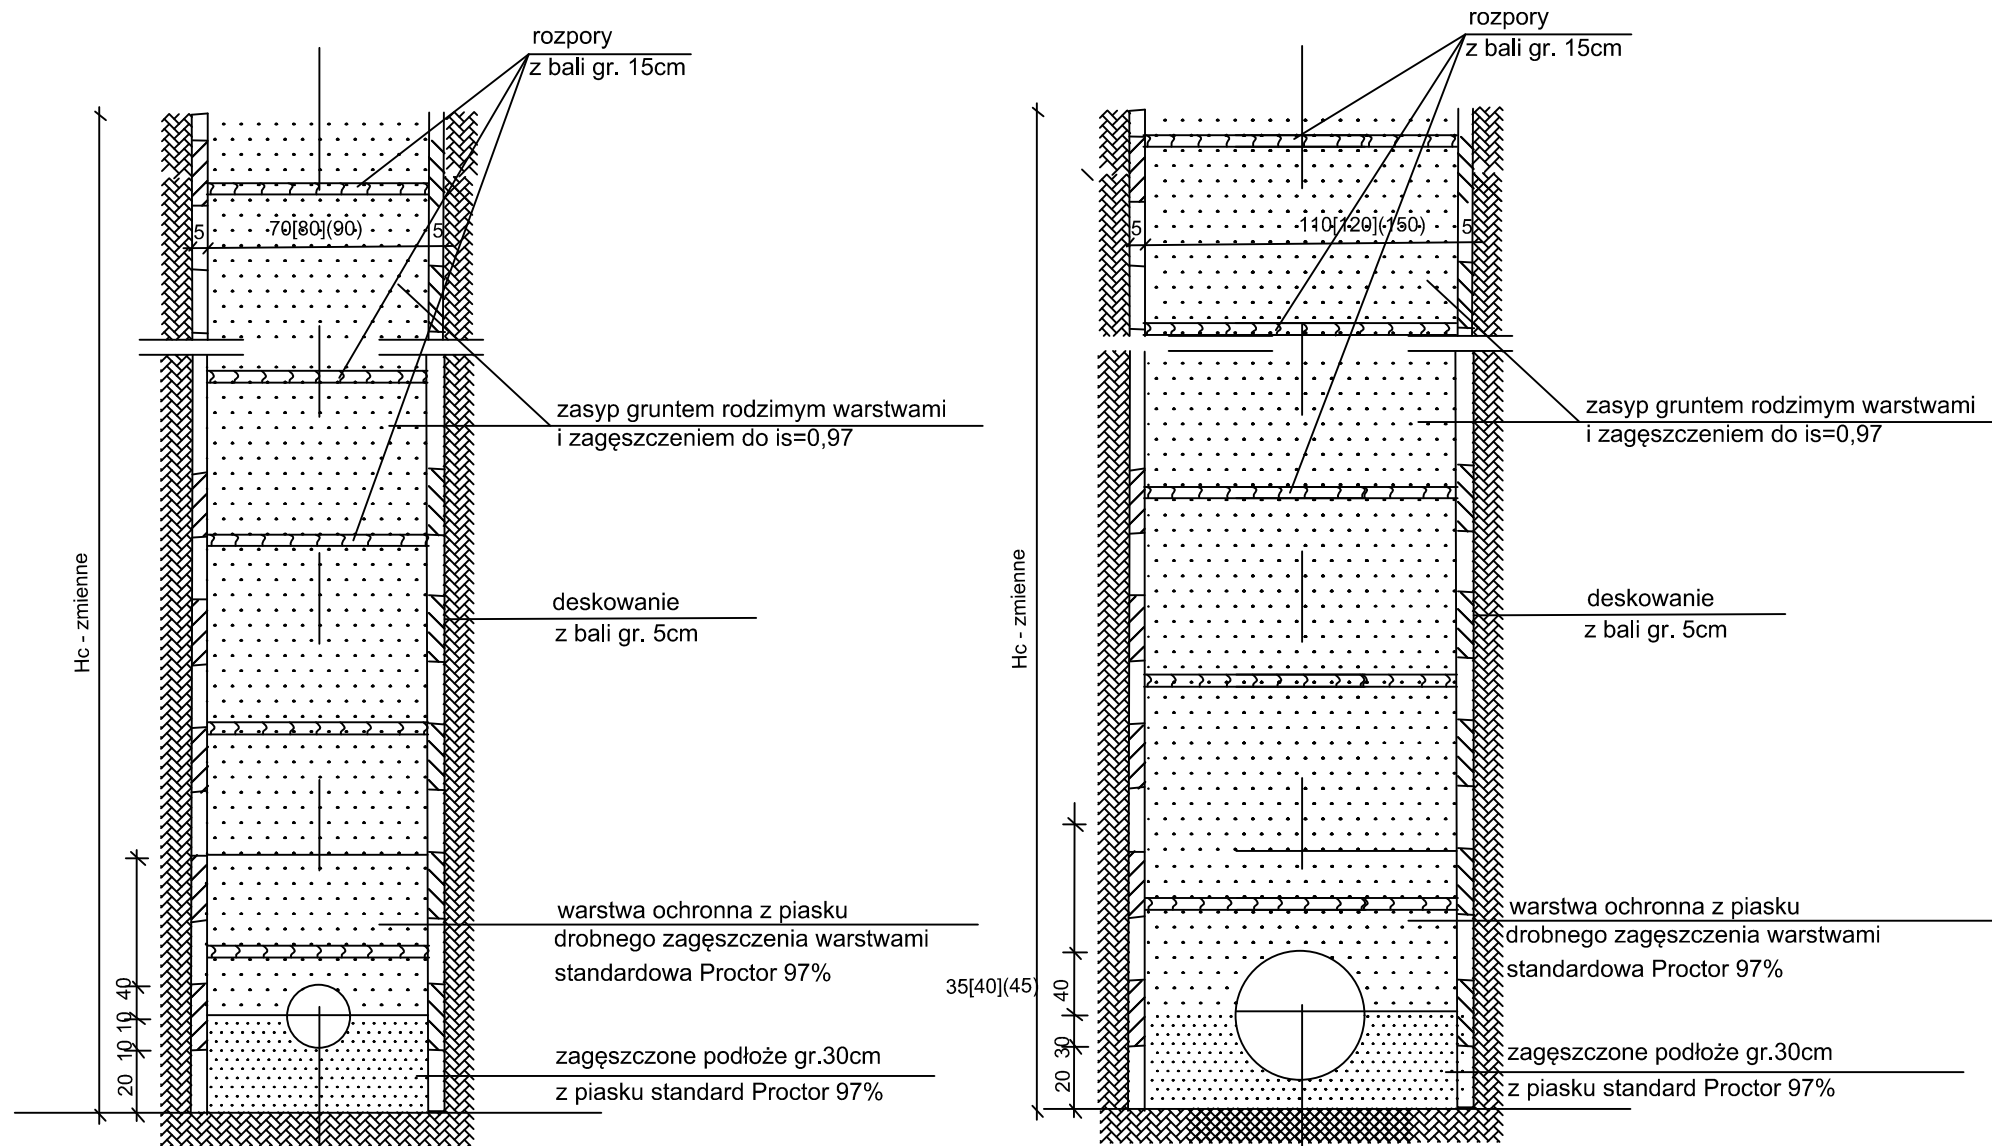 rozpory
z bali gr. 15cm
5
70[80](90)
5
zasyp gruntem rodzimym warstwami
i zagęszczeniem do is=0,97
Hc - zmienne
deskowanie
z bali gr. 5cm
warstwa ochronna z piasku
drobnego zagęszczenia warstwami
standardowa Proctor 97%
40
10
10
20
zagęszczone podłoże gr.30cm
z piasku standard Proctor 97%
rozpory
z bali gr. 15cm
5
110[120](150)
5
zasyp gruntem rodzimym warstwami
i zagęszczeniem do is=0,97
Hc - zmienne
deskowanie
z bali gr. 5cm
warstwa ochronna z piasku
drobnego zagęszczenia warstwami
standardowa Proctor 97%
35[40](45)
40
30
20
zagęszczone podłoże gr.30cm
z piasku standard Proctor 97%